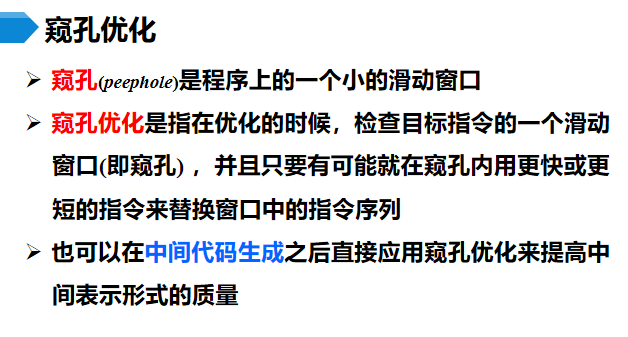 窥孔优化
➢ 窥孔(peephole)是程序上的一个小的滑动窗口
➢ 窥孔优化是指在优化的时候，检查目标指令的一个滑动
窗口(即窥孔) ，并且只要有可能就在窥孔内用更快或更
短的指令来替换窗口中的指令序列
➢ 也可以在中间代码生成之后直接应用窥孔优化来提高中
间表示形式的质量